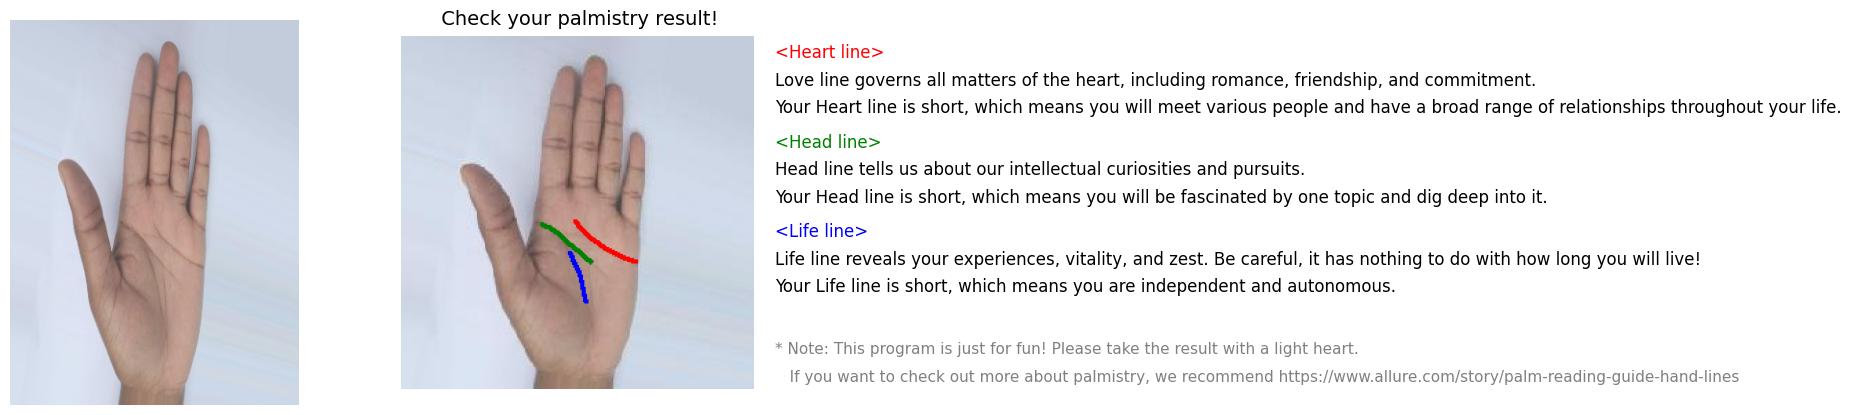 Check your palmistry result!
<Heart line>
Love line governs all matters of the heart, including romance, friendship, and commitment.
Your Heart line is short, which means you will meet various people and have a broad range of relationships throughout your life.
<Head line>
Head line tells us about our intellectual curiosities and pursuits.
Your Head line is short, which means you will be fascinated by one topic and dig deep into it.
<Life line>
Life line reveals your experiences, vitality, and zest. Be careful, it has nothing to do with how long you will live!
Your Life line is short, which means you are independent and autonomous.
* Note: This program is just for fun! Please take the result with a light heart.
If you want to check out more about palmistry, we recommend https://www.allure.com/story/palm-reading-guide-hand-lines